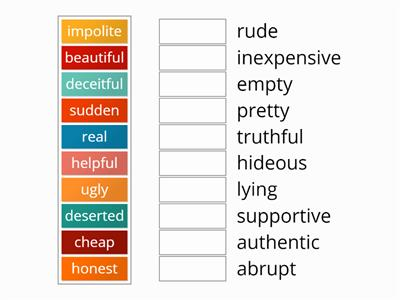 impolite
beautiful
deceitful
sudden
real
helpful
ugly
deserted
cheap
honest
rude
inexpensive
empty
pretty
truthful
hideous
lying
supportive
authentic
abrupt